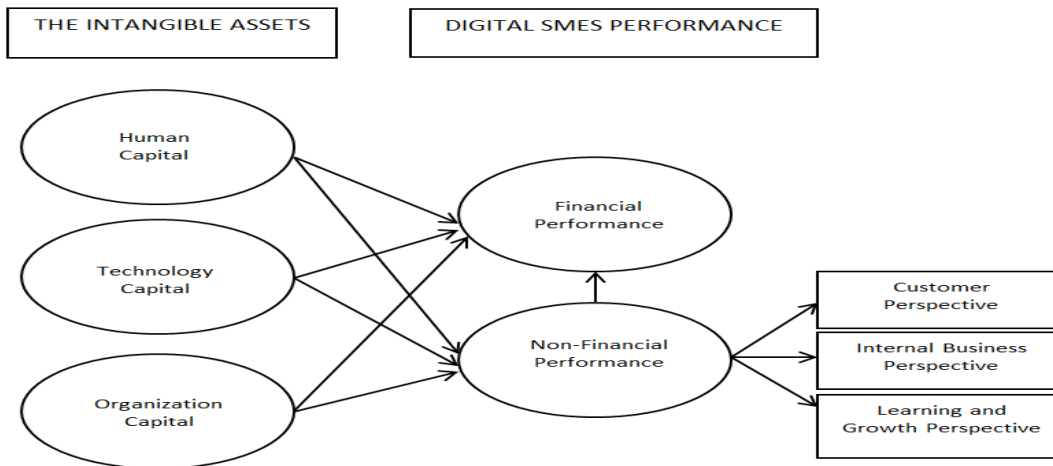 THE INTANGIBLE ASSETS
DIGITAL SMES PERFORMANCE
Human
Capital
Financial
Performance
Technology
Capital
Customer
Perspective
Non-Financial
Performance
Internal Business
Perspective
Organization
Capital
Learning and
Growth Perspective